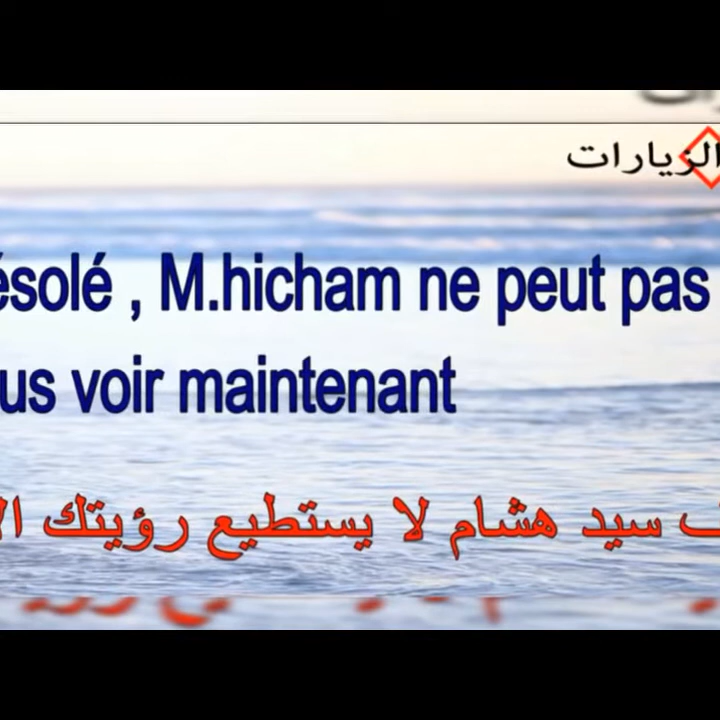 الزيارات
ésolé , M.hicham ne peut pas
us voir maintenant
سيد هشام لا يستطيع رؤيتك